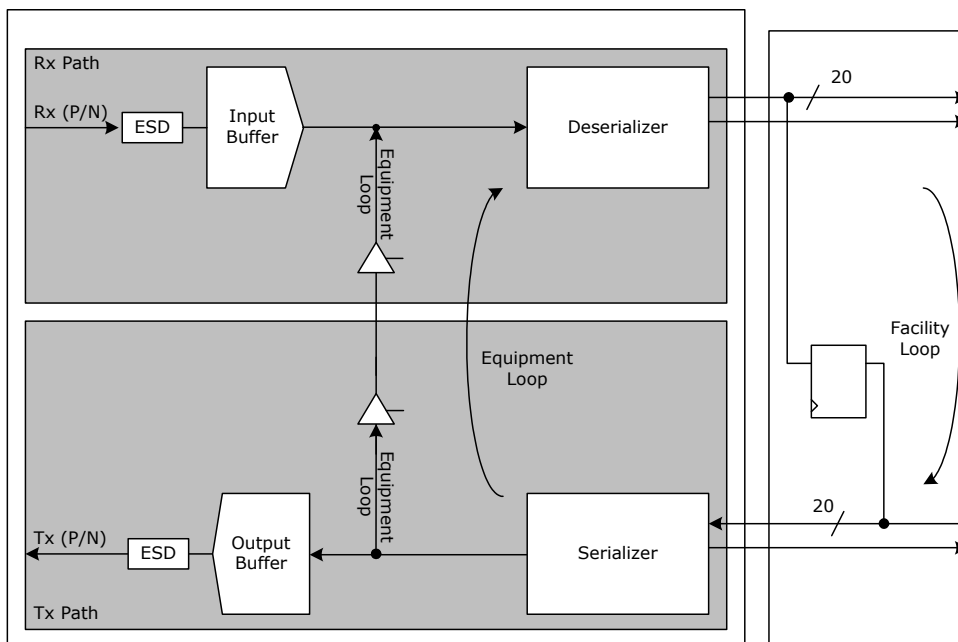 Rx Path
Rx (P/N)
ESD
Input
Buffer
Deserializer
20
Equipment
Loop
Equipment
Loop
Facility
Loop
Equipment
Loop
20
Tx (P/N)
ESD
Output
Buffer
Serializer
Tx Path